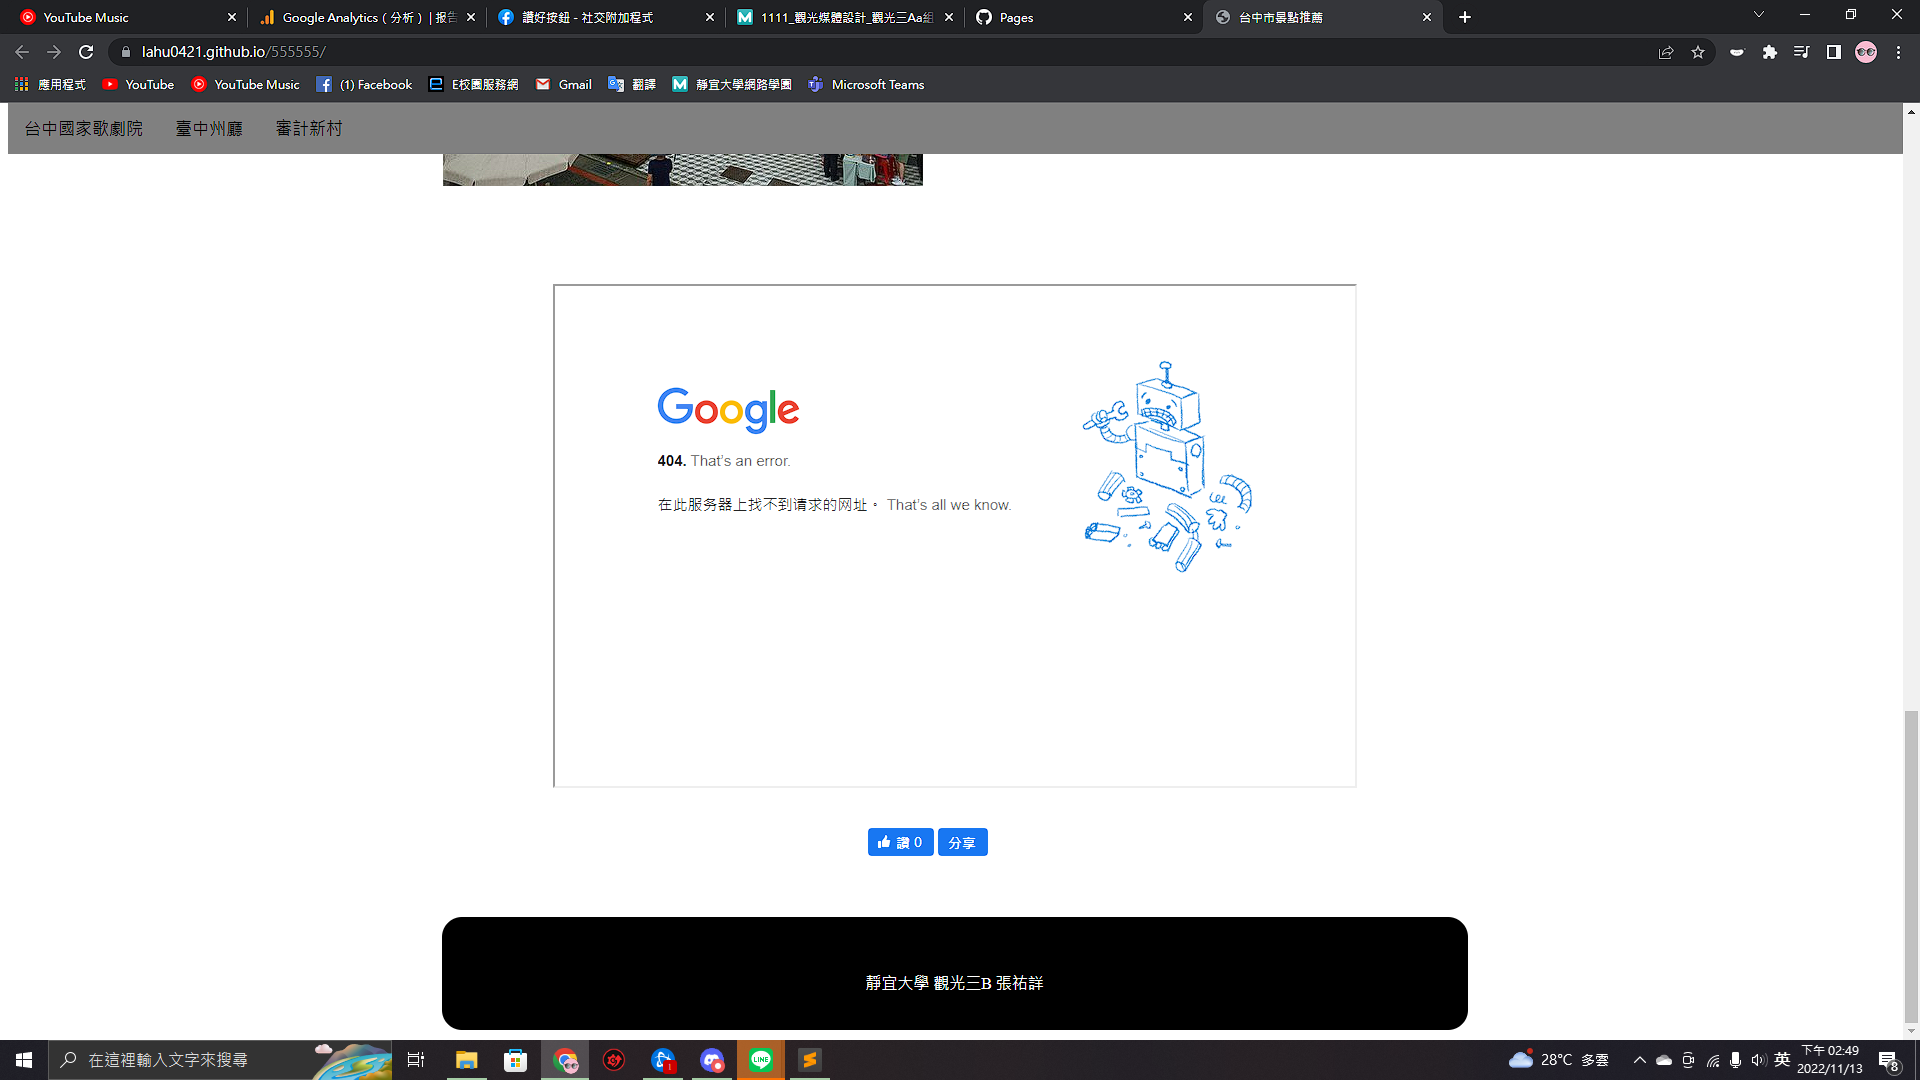 YouTube Music
Google Analytics（分析）| 报告
讚好按鈕 - 社交附加程式
1111_觀光媒體設計_觀光三Aa組
Pages
台中市景點推薦
lahu0421.github.io/555555/
應用程式
YouTube
YouTube Music
(1) Facebook
E校園服務網
Gmail
翻譯
靜宜大學網路學園
Microsoft Teams
台中國家歌劇院
臺中州廳
審計新村
Google
404. That's an error.
在此服务器上找不到请求的网址。 That's all we know.
讚 0
分享
靜宜大學 觀光三B 張祐詳
在這裡輸入文字來搜尋
LINE
28°C 多雲
英
下午 02:49
2022/11/13
8